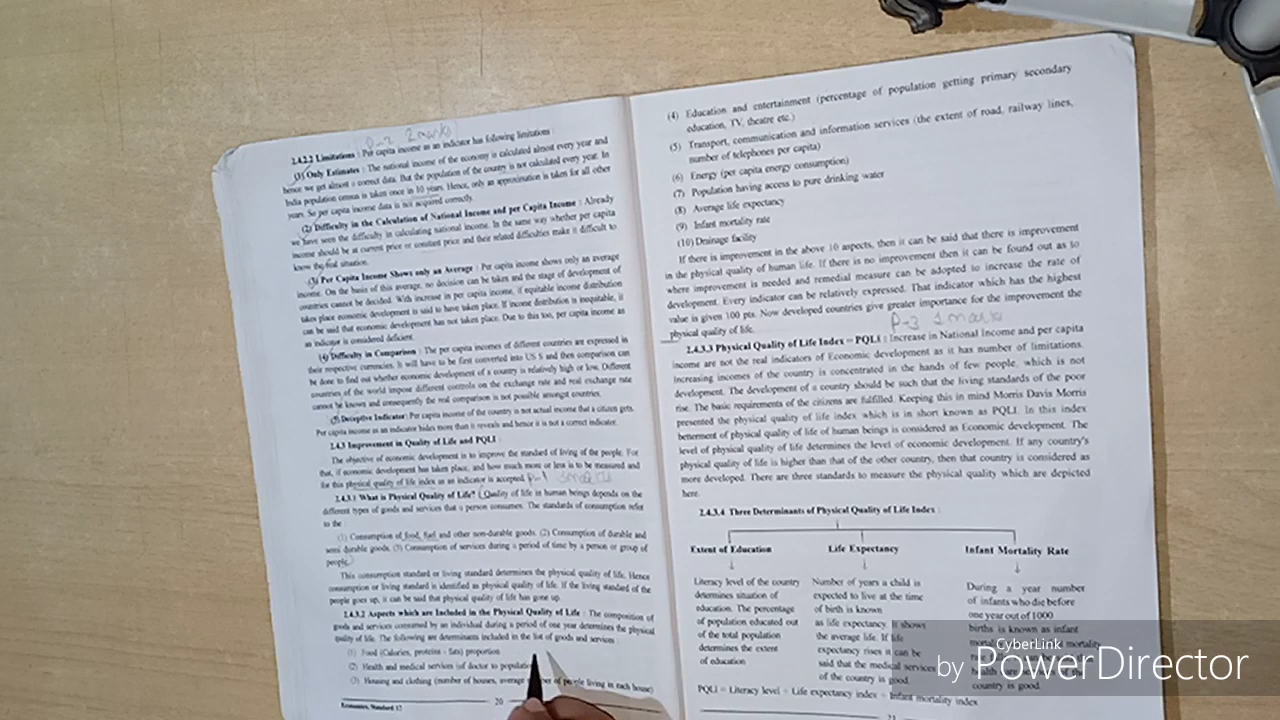 P-2 2 marks
2.4.2.2 Limitations : Per capita income as an indicator has following limitations :
(1) Only Estimates : The national income of the economy is calculated almost every year and
hence we get almost a correct data. But the population of the country is not calculated every year. In
India population census is taken once in 10 years. Hence, only an approximation is taken for all other
years. So per capita income data is not acquired correctly.
(2) Difficulty in the Calculation of National Income and per Capita Income : Already
we have seen the difficulty in calculating national income. In the same way whether per capita
income should be at current price or constant price and their related difficulties make it difficult to
know the real situation.
(3) Per Capita Income Shows only an Average : Per capita income shows only an average
income. On the basis of this average, no decision can be taken and the stage of development of
countries cannot be decided. With increase in per capita income, if equitable income distribution
takes place economic development is said to have taken place. If income distribution is inequitable, it
can be said that economic development has not taken place. Due to this too, per capita income as
an indicator is considered deficient.
(4) Difficulty in Comparison : The per capita incomes of different countries are expressed in
their respective currencies. It will have to be first converted into US $ and then comparison can
be done to find out whether economic development of a country is relatively high or low. Different
countries of the world impose different controls on the exchange rate and real exchange rate
cannot be known and consequently the real comparison is not possible amongst countries.
(5) Deceptive Indicator: Per capita income of the country is not actual income that a citizen gets.
Per capita income as an indicator hides more than it reveals and hence it is not a correct indicator.
2.4.3 Improvement in Quality of Life and PQLI :
The objective of economic development is to improve the standard of living of the people. For
that, if economic development has taken place, and how much more or less is to be measured and
for this physical quality of life index as an indicator is accepted. P-1 3 marks
2.4.3.1 What is Physical Quality of Life? : Quality of life in human beings depends on the
different types of goods and services that a person consumes. The standards of consumption refer
to the :
(1) Consumption of food, fuel and other non-durable goods. (2) Consumption of durable and
semi durable goods. (3) Consumption of services during a period of time by a person or group of
people.
This consumption standard or living standard determines the physical quality of life. Hence
consumption or living standard is identified as physical quality of life. If the living standard of the
people goes up, it can be said that physical quality of life has gone up.
2.4.3.2 Aspects which are Included in the Physical Quality of Life : The composition of
goods and services consumed by an individual during a period of one year determines the physical
quality of life. The following are determinants included in the list of goods and services :
(1) Food (Calories, proteins - fats) proportion
(2) Health and medical services (of doctor to population
(3) Housing and clothing (number of houses, average of people living in each house)
Economics, Standard 12
20
(4) Education and entertainment (percentage of population getting primary secondary
education, TV, theatre etc.)
(5) Transport, communication and information services (the extent of road, railway lines,
number of telephones per capita)
(6) Energy (per capita energy consumption)
(7) Population having access to pure drinking water
(8) Average life expectancy
(9) Infant mortality rate
(10) Drainage facility
If there is improvement in the above 10 aspects, then it can be said that there is improvement
in the physical quality of human life. If there is no improvement then it can be found out as to
where improvement is needed and remedial measure can be adopted to increase the rate of
development. Every indicator can be relatively expressed. That indicator which has the highest
value is given 100 pts. Now developed countries give greater importance for the improvement the
physical quality of life. P-3 1 marks
2.4.3.3 Physical Quality of Life Index - PQLI : Increase in National Income and per capita
income are not the real indicators of Economic development as it has number of limitations.
Increasing incomes of the country is concentrated in the hands of few people, which is not
development. The development of a country should be such that the living standards of the poor
rise. The basic requirements of the citizens are fulfilled. Keeping this in mind Morris Davis Morris
presented the physical quality of life index which is in short known as PQLI. In this index
betterment of physical quality of life of human beings is considered as Economic development. The
level of physical quality of life determines the level of economic development. If any country's
physical quality of life is higher than that of the other country, then that country is considered as
more developed. There are three standards to measure the physical quality which are depicted
here.
2.4.3.4 Three Determinants of Physical Quality of Life Index :
Extent of Education
Literacy level of the country
determines situation of
education. The percentage
of population educated out
of the total population
determines the extent
of education
Life Expectancy
Number of years a child is
expected to live at the time
of birth is known
as life expectancy. It shows
the average life. If life
expectancy rises it can be
said that the medical services
of the country is good.
Infant Mortality Rate
During a year number
of infants who die before
one year out of 1000
births is known as infant
mortality
country is good.
PQLI = Literacy level + Life expectancy index + Infant mortality index
21
by CyberLink PowerDirector